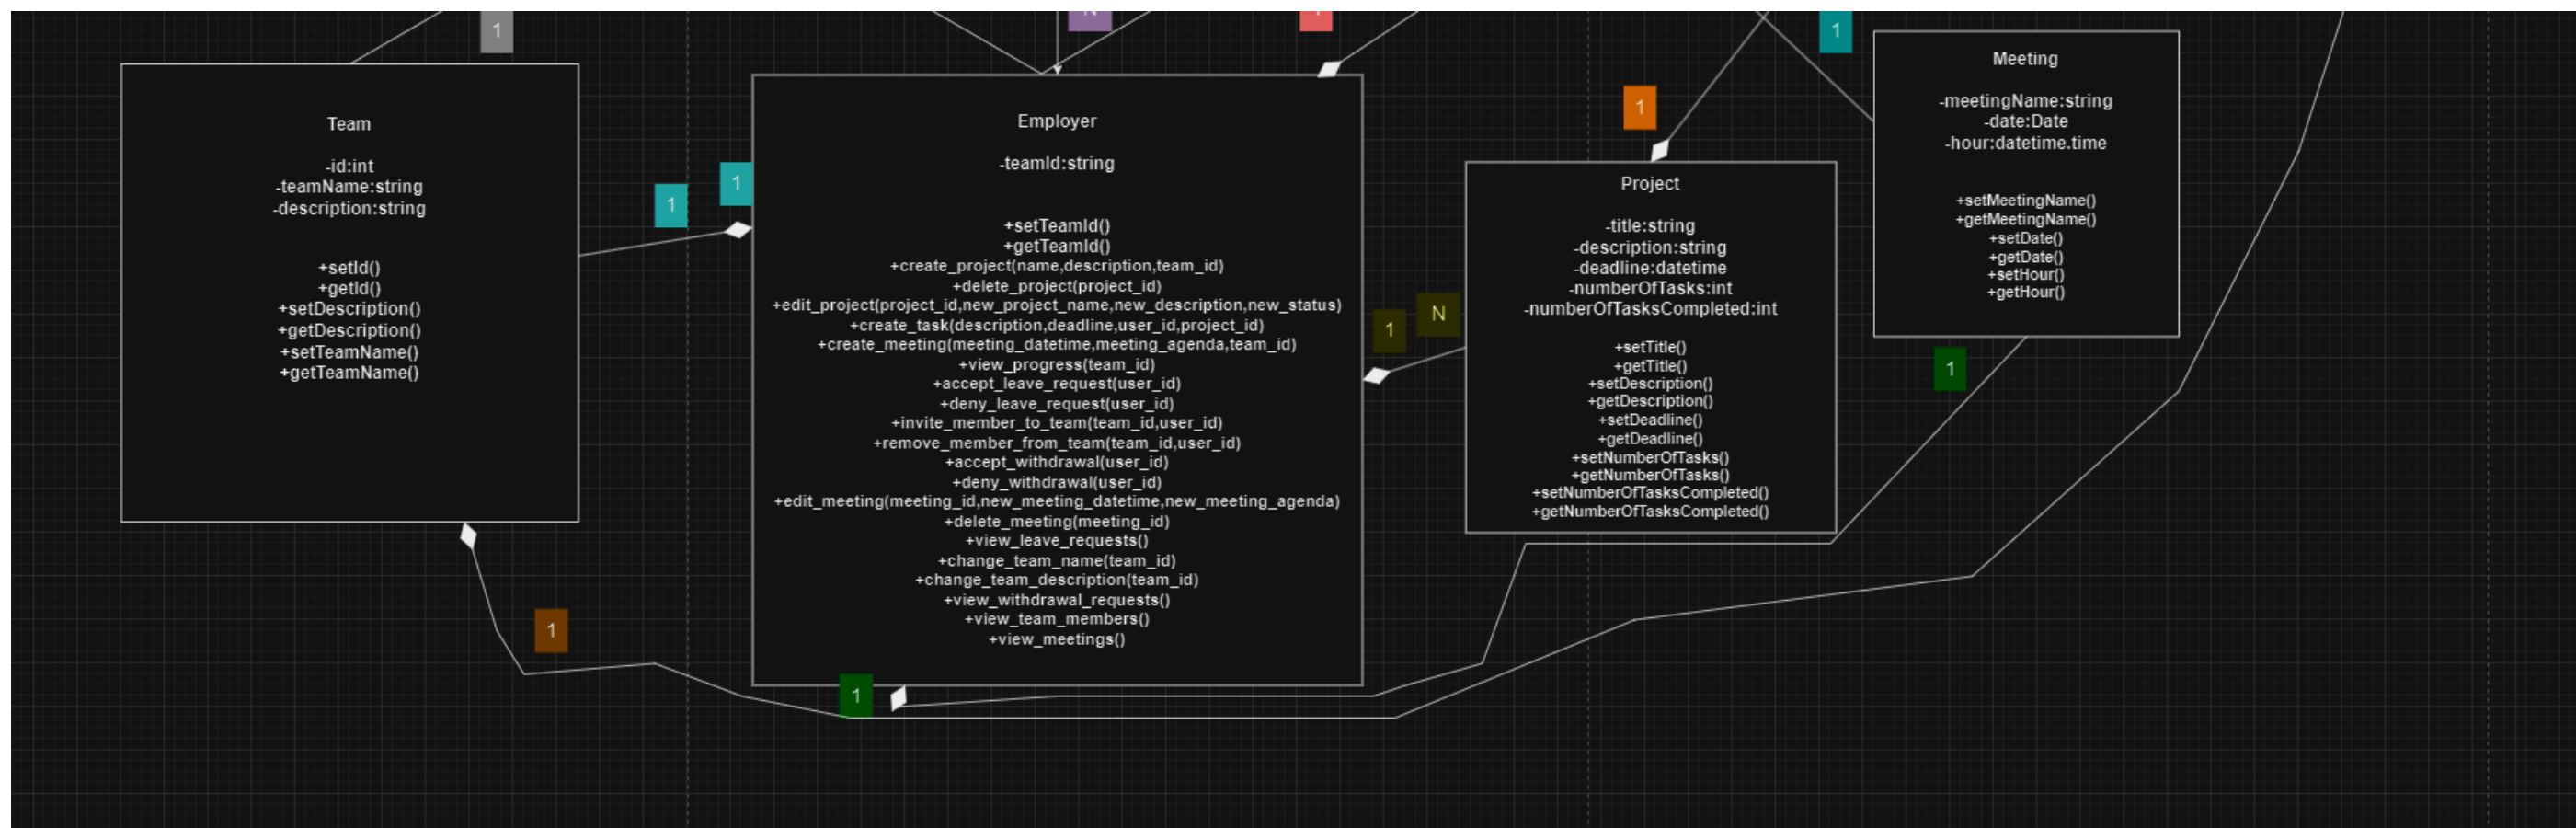 1
N
1
1
Team
-id:int
-teamName:string
-description:string
+setId()
+getId()
+setDescription()
+getDescription()
+setTeamName()
+getTeamName()
1
1
Employer
-teamId:string
+setTeamId()
+getTeamId()
+create_project(name,description,team_id)
+delete_project(project_id)
+edit_project(project_id,new_project_name,new_description,new_status)
+create_task(description,deadline,user_id,project_id)
+create_meeting(meeting_datetime,meeting_agenda,team_id)
+view_progress(team_id)
+accept_leave_request(user_id)
+deny_leave_request(user_id)
+invite_member_to_team(team_id,user_id)
+remove_member_from_team(team_id,user_id)
+accept_withdrawal(user_id)
+deny_withdrawal(user_id)
+edit_meeting(meeting_id,new_meeting_datetime,new_meeting_agenda)
+delete_meeting(meeting_id)
+view_leave_requests()
+change_team_name(team_id)
+change_team_description(team_id)
+view_withdrawal_requests()
+view_team_members()
+view_meetings()
1
N
1
Project
-title:string
-description:string
-deadline:datetime
-numberOfTasks:int
-numberOfTasksCompleted:int
+setTitle()
+getTitle()
+setDescription()
+getDescription()
+setDeadline()
+getDeadline()
+setNumberOfTasks()
+getNumberOfTasks()
+setNumberOfTasksCompleted()
+getNumberOfTasksCompleted()
Meeting
-meetingName:string
-date:Date
-hour:datetime.time
+setMeetingName()
+getMeetingName()
+setDate()
+getDate()
+setHour()
+getHour()
1
1
1